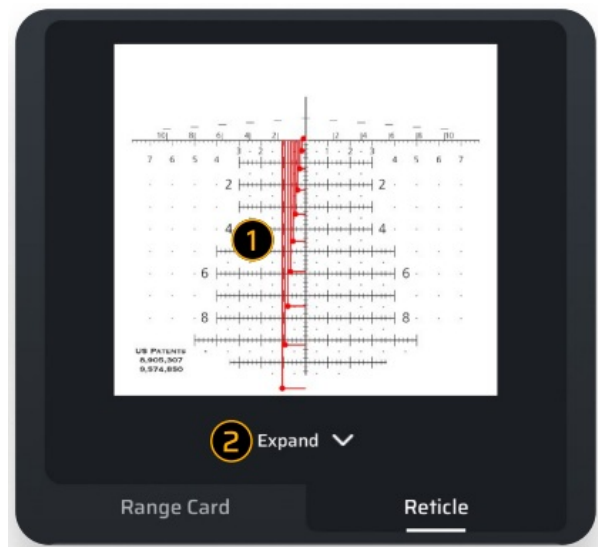 10| 8| 6| 4| 2| |2 |4 |6 |8 |10
3 2 1 2 3
7 6 5 4 4 5 6 7
2 2
4 4
1
6 6
8 8
US PATENTS
8,905,307
9,574,850
2 Expand
Range Card Reticle